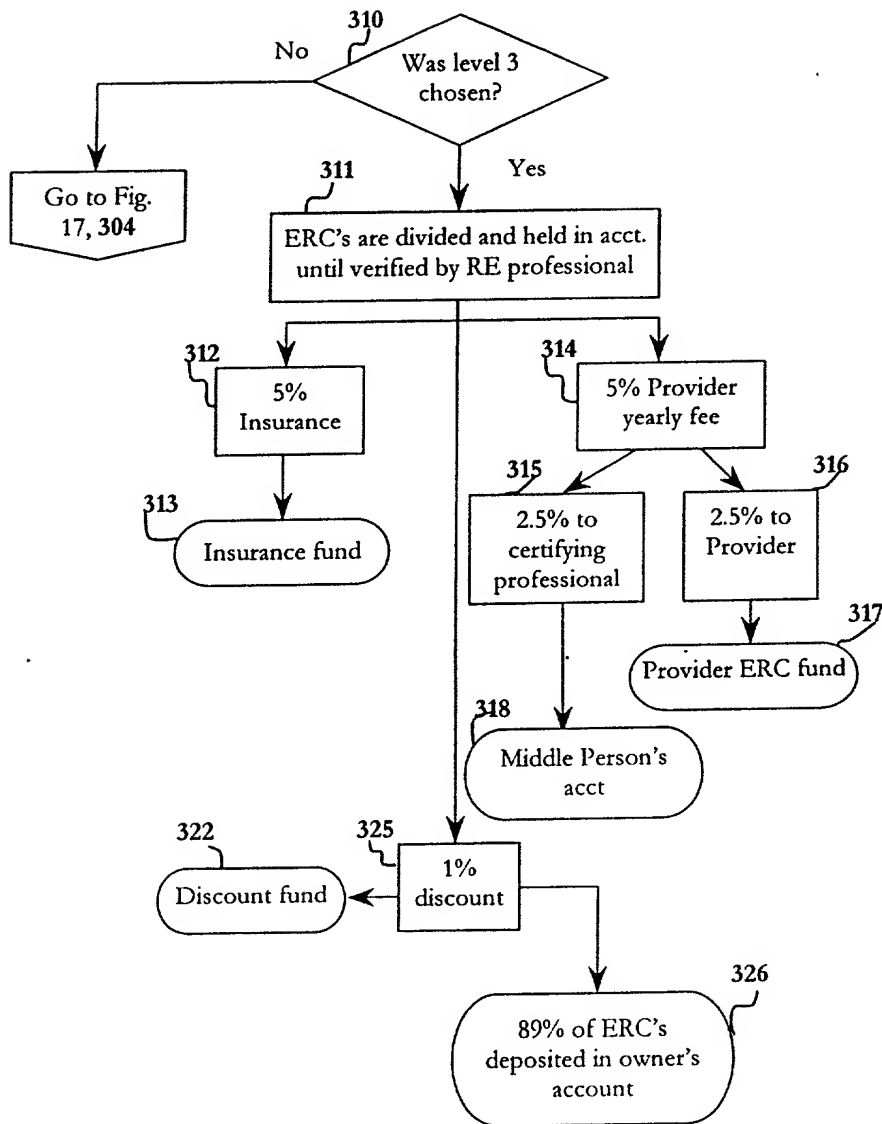 310
No
Was level 3
chosen?
Yes
Go to Fig.
17, 304
311
ERC's are divided and held in acct.
until verified by RE professional
312
5%
Insurance
314
5% Provider
yearly fee
313
Insurance fund
315
2.5% to
certifying
professional
316
2.5% to
Provider
317
Provider ERC fund
318
Middle Person's
acct
322
Discount fund
325
1%
discount
326
89% of ERC's
deposited in owner's
account